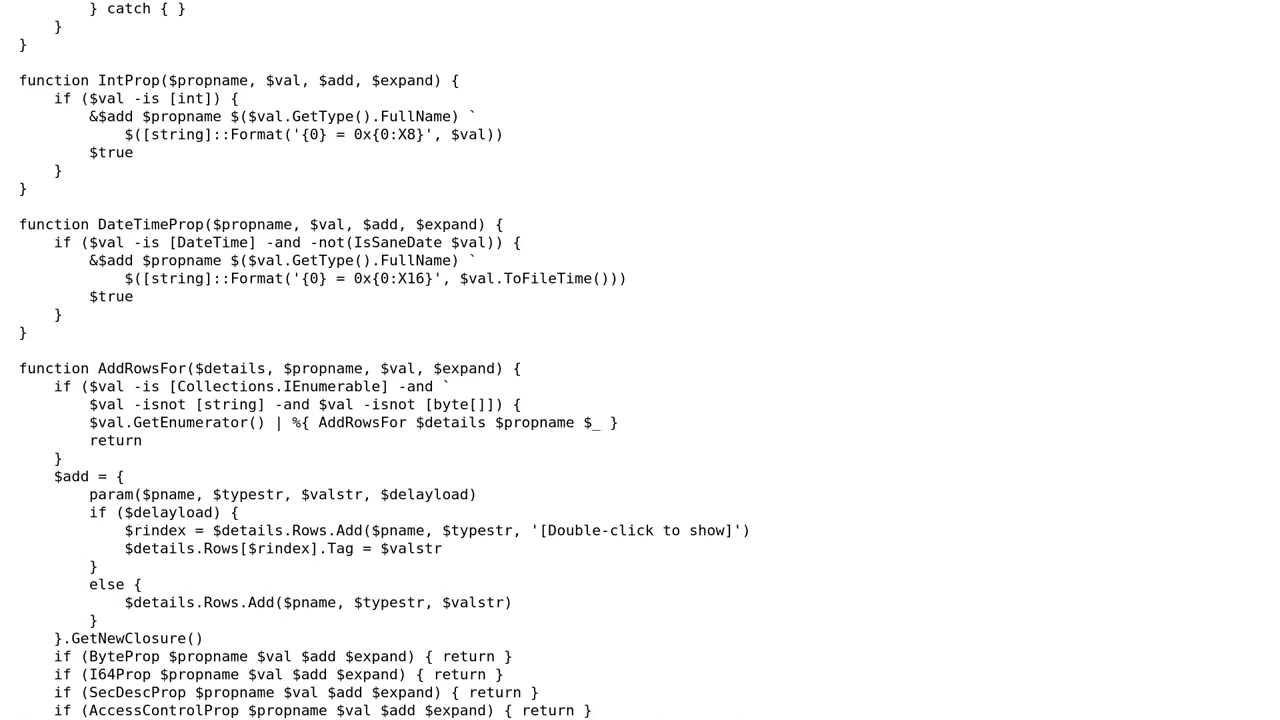 } catch { }
    }
}

function IntProp($propname, $val, $add, $expand) {
    if ($val -is [int]) {
        &$add $propname $($val.GetType().FullName) `
            $([string]::Format('{0} = 0x{0:X8}', $val))
        $true
    }
}

function DateTimeProp($propname, $val, $add, $expand) {
    if ($val -is [DateTime] -and -not(IsSaneDate $val)) {
        &$add $propname $($val.GetType().FullName) `
            $([string]::Format('{0} = 0x{0:X16}', $val.ToFileTime()))
        $true
    }
}

function AddRowsFor($details, $propname, $val, $expand) {
    if ($val -is [Collections.IEnumerable] -and `
        $val -isnot [string] -and $val -isnot [byte[]]) {
        $val.GetEnumerator() | %{ AddRowsFor $details $propname $_ }
        return
    }
    $add = {
        param($pname, $typestr, $valstr, $delayload)
        if ($delayload) {
            $rindex = $details.Rows.Add($pname, $typestr, '[Double-click to show]')
            $details.Rows[$rindex].Tag = $valstr
        }
        else {
            $details.Rows.Add($pname, $typestr, $valstr)
        }
    }.GetNewClosure()
    if (ByteProp $propname $val $add $expand) { return }
    if (I64Prop $propname $val $add $expand) { return }
    if (SecDescProp $propname $val $add $expand) { return }
    if (AccessControlProp $propname $val $add $expand) { return }